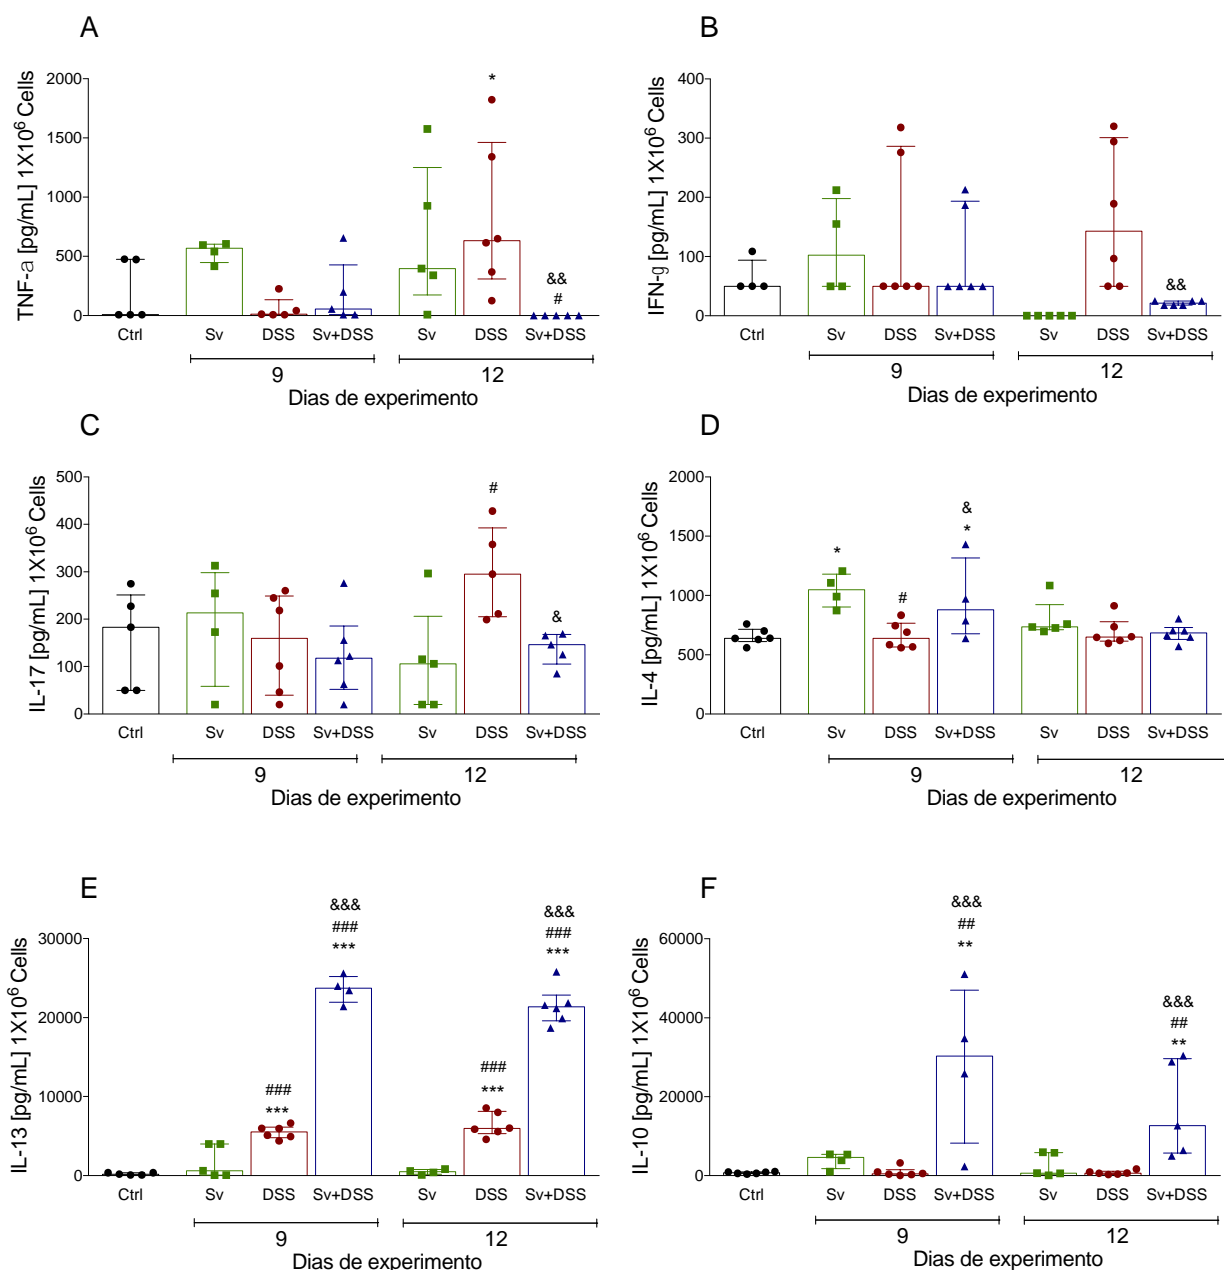 A
TNF-a [pg/mL] 1X10⁶ Cells
2000
1500
1000
500
0
*
&&
#
Ctrl Sv DSS Sv+DSS Sv DSS Sv+DSS
9 12
Dias de experimento
B
IFN-g [pg/mL] 1X10⁶ Cells
400
300
200
100
0
&&
Ctrl Sv DSS Sv+DSS Sv DSS Sv+DSS
9 12
Dias de experimento
C
IL-17 [pg/mL] 1X10⁶ Cells
500
400
300
200
100
0
#
&
Ctrl Sv DSS Sv+DSS Sv DSS Sv+DSS
9 12
Dias de experimento
D
IL-4 [pg/mL] 1X10⁶ Cells
2000
1500
1000
500
0
*
#
&
*
Ctrl Sv DSS Sv+DSS Sv DSS Sv+DSS
9 12
Dias de experimento
E
IL-13 [pg/mL] 1X10⁶ Cells
30000
20000
10000
0
###
***
&&&
###
***
###
***
&&&
###
***
Ctrl Sv DSS Sv+DSS Sv DSS Sv+DSS
9 12
Dias de experimento
F
IL-10 [pg/mL] 1X10⁶ Cells
60000
40000
20000
0
&&&
##
**
&&&
##
**
Ctrl Sv DSS Sv+DSS Sv DSS Sv+DSS
9 12
Dias de experimento